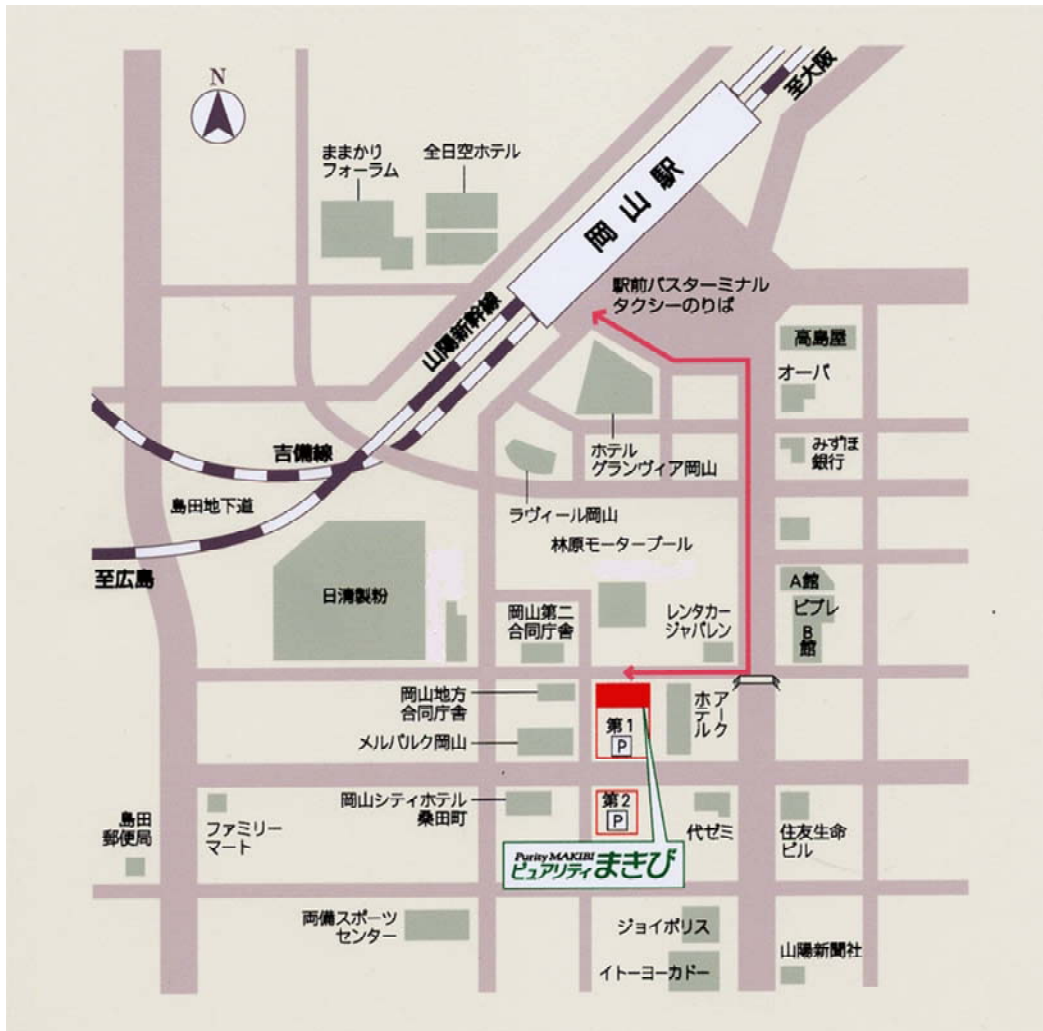 N
至大阪
ままかり
フォーラム
全日空ホテル
岡山駅
駅前バスターミナル
タクシーのりば
山陽新幹線
高島屋
オーパ
吉備線
ホテル
グランヴィア岡山
みずほ
銀行
島田地下道
ラヴィール岡山
林原モータープール
至広島
日清製粉
岡山第二
合同庁舎
レンタカー
ジャパレン
A館
ビブレ
B館
岡山地方
合同庁舎
アーク
ホテル
第1
P
メルパルク岡山
岡山シティホテル
桑田町
第2
P
島田
郵便局
ファミリー
マート
代ゼミ
住友生命
ビル
Purity MAKIBI
ピュアリティまきび
両備スポーツ
センター
ジョイポリス
イトーヨーカドー
山陽新聞社